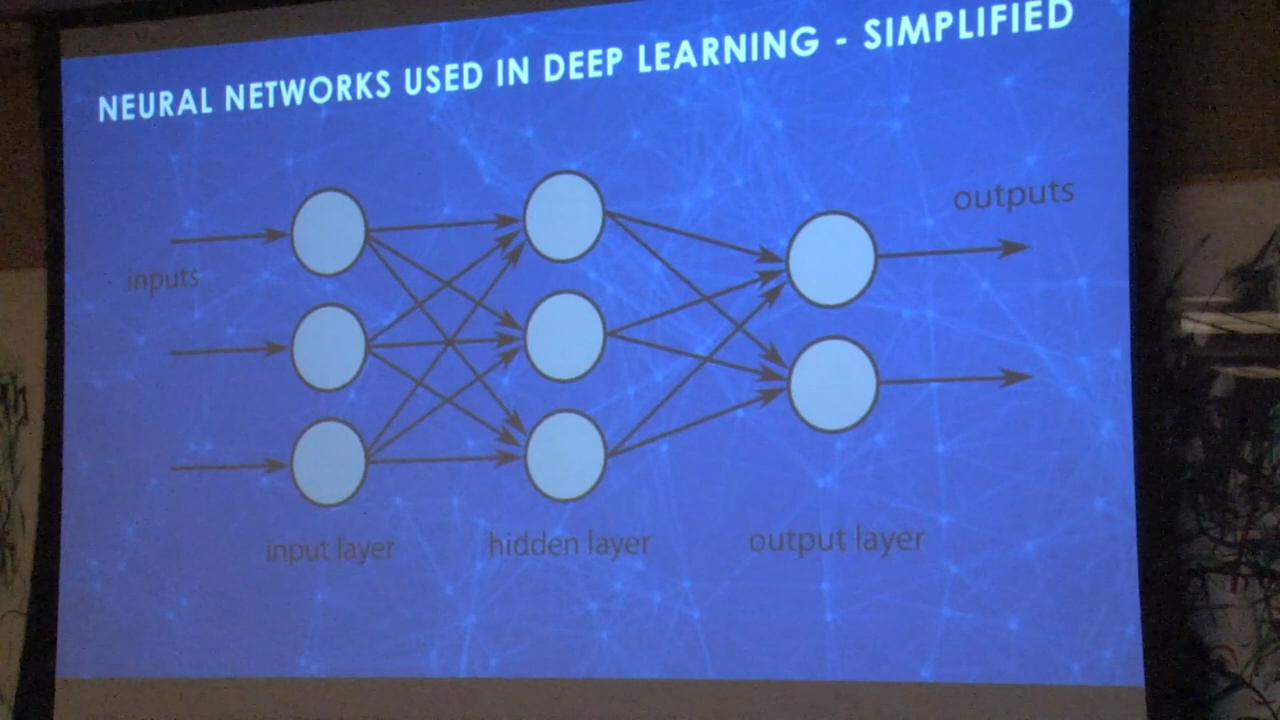 NEURAL NETWORKS USED IN DEEP LEARNING - SIMPLIFIED
outputs
inputs
input layer
hidden layer
output layer